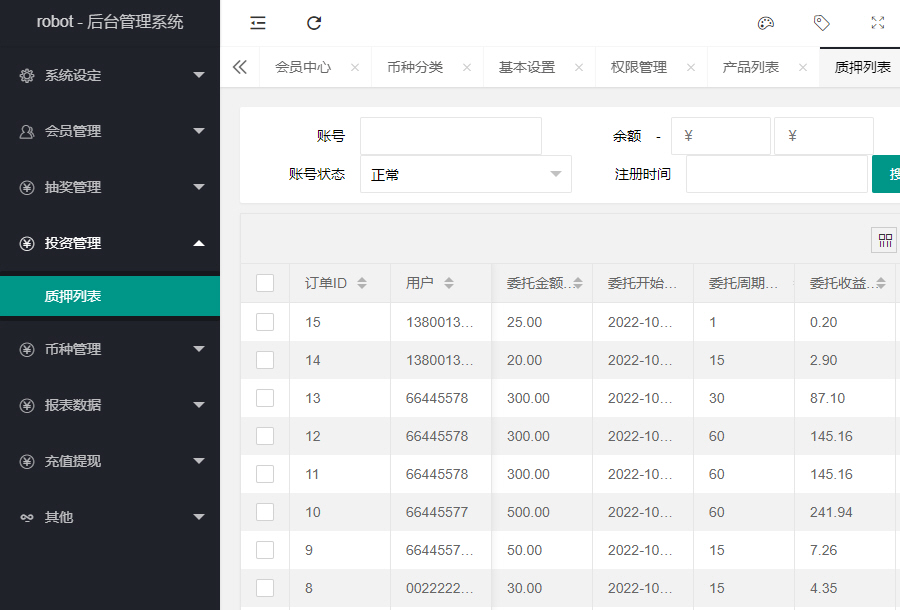 robot - 后台管理系统
系统设定
会员管理
抽奖管理
投资管理
质押列表
币种管理
报表数据
充值提现
其他
会员中心 × 币种分类 × 基本设置 × 权限管理 × 产品列表 × 质押列表
账号 余额 - ¥ ¥
账号状态 正常 注册时间 搜
订单ID 用户 委托金额... 委托开始... 委托周期... 委托收益...
15 1380013... 25.00 2022-10... 1 0.20
14 1380013... 20.00 2022-10... 15 2.90
13 66445578 300.00 2022-10... 30 87.10
12 66445578 300.00 2022-10... 60 145.16
11 66445578 300.00 2022-10... 60 145.16
10 66445577 500.00 2022-10... 60 241.94
9 6644557... 50.00 2022-10... 15 7.26
8 0022222... 30.00 2022-10... 15 4.35